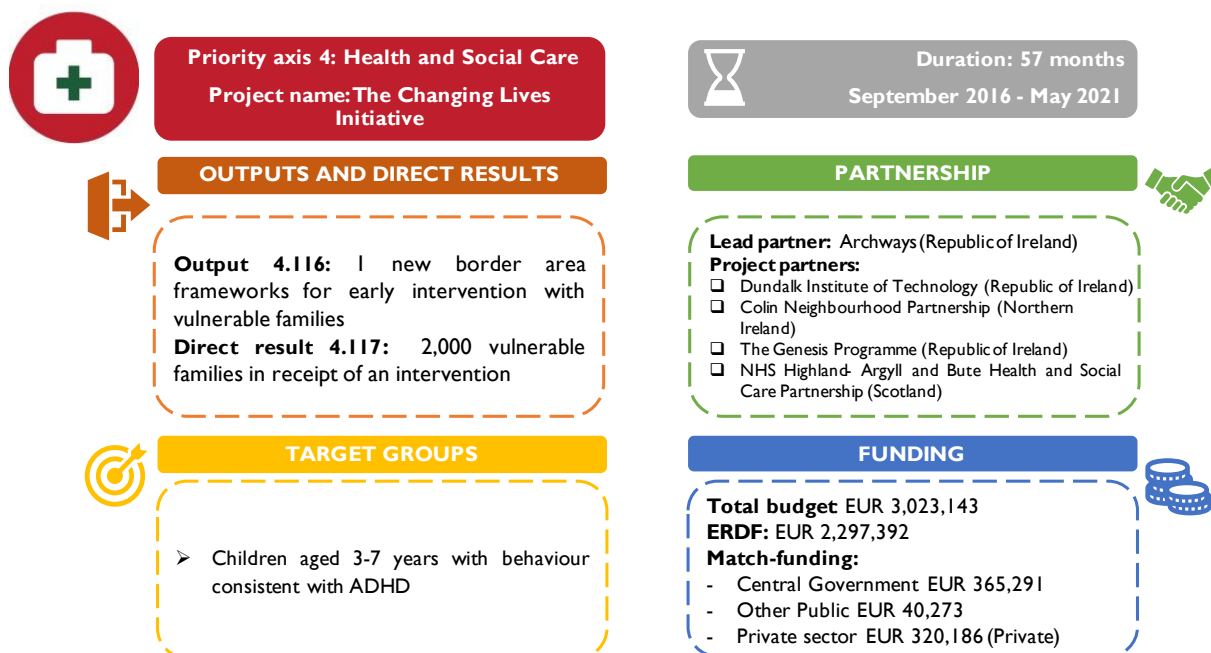 Priority axis 4: Health and Social Care
Project name:The Changing Lives
Initiative
Duration: 57 months
September 2016 - May 2021
OUTPUTS AND DIRECT RESULTS
Output 4.116: 1 new border area
frameworks for early intervention with
vulnerable families
Direct result 4.117: 2,000 vulnerable
families in receipt of an intervention
PARTNERSHIP
Lead partner: Archways (Republic of Ireland)
Project partners:
❑ Dundalk Institute of Technology (Republic of Ireland)
❑ Colin Neighbourhood Partnership (Northern
Ireland)
❑ The Genesis Programme (Republic of Ireland)
❑ NHS Highland- Argyll and Bute Health and Social
Care Partnership (Scotland)
TARGET GROUPS
➢ Children aged 3-7 years with behaviour
consistent with ADHD
FUNDING
Total budget EUR 3,023,143
ERDF: EUR 2,297,392
Match-funding:
- Central Government EUR 365,291
- Other Public EUR 40,273
- Private sector EUR 320,186 (Private)